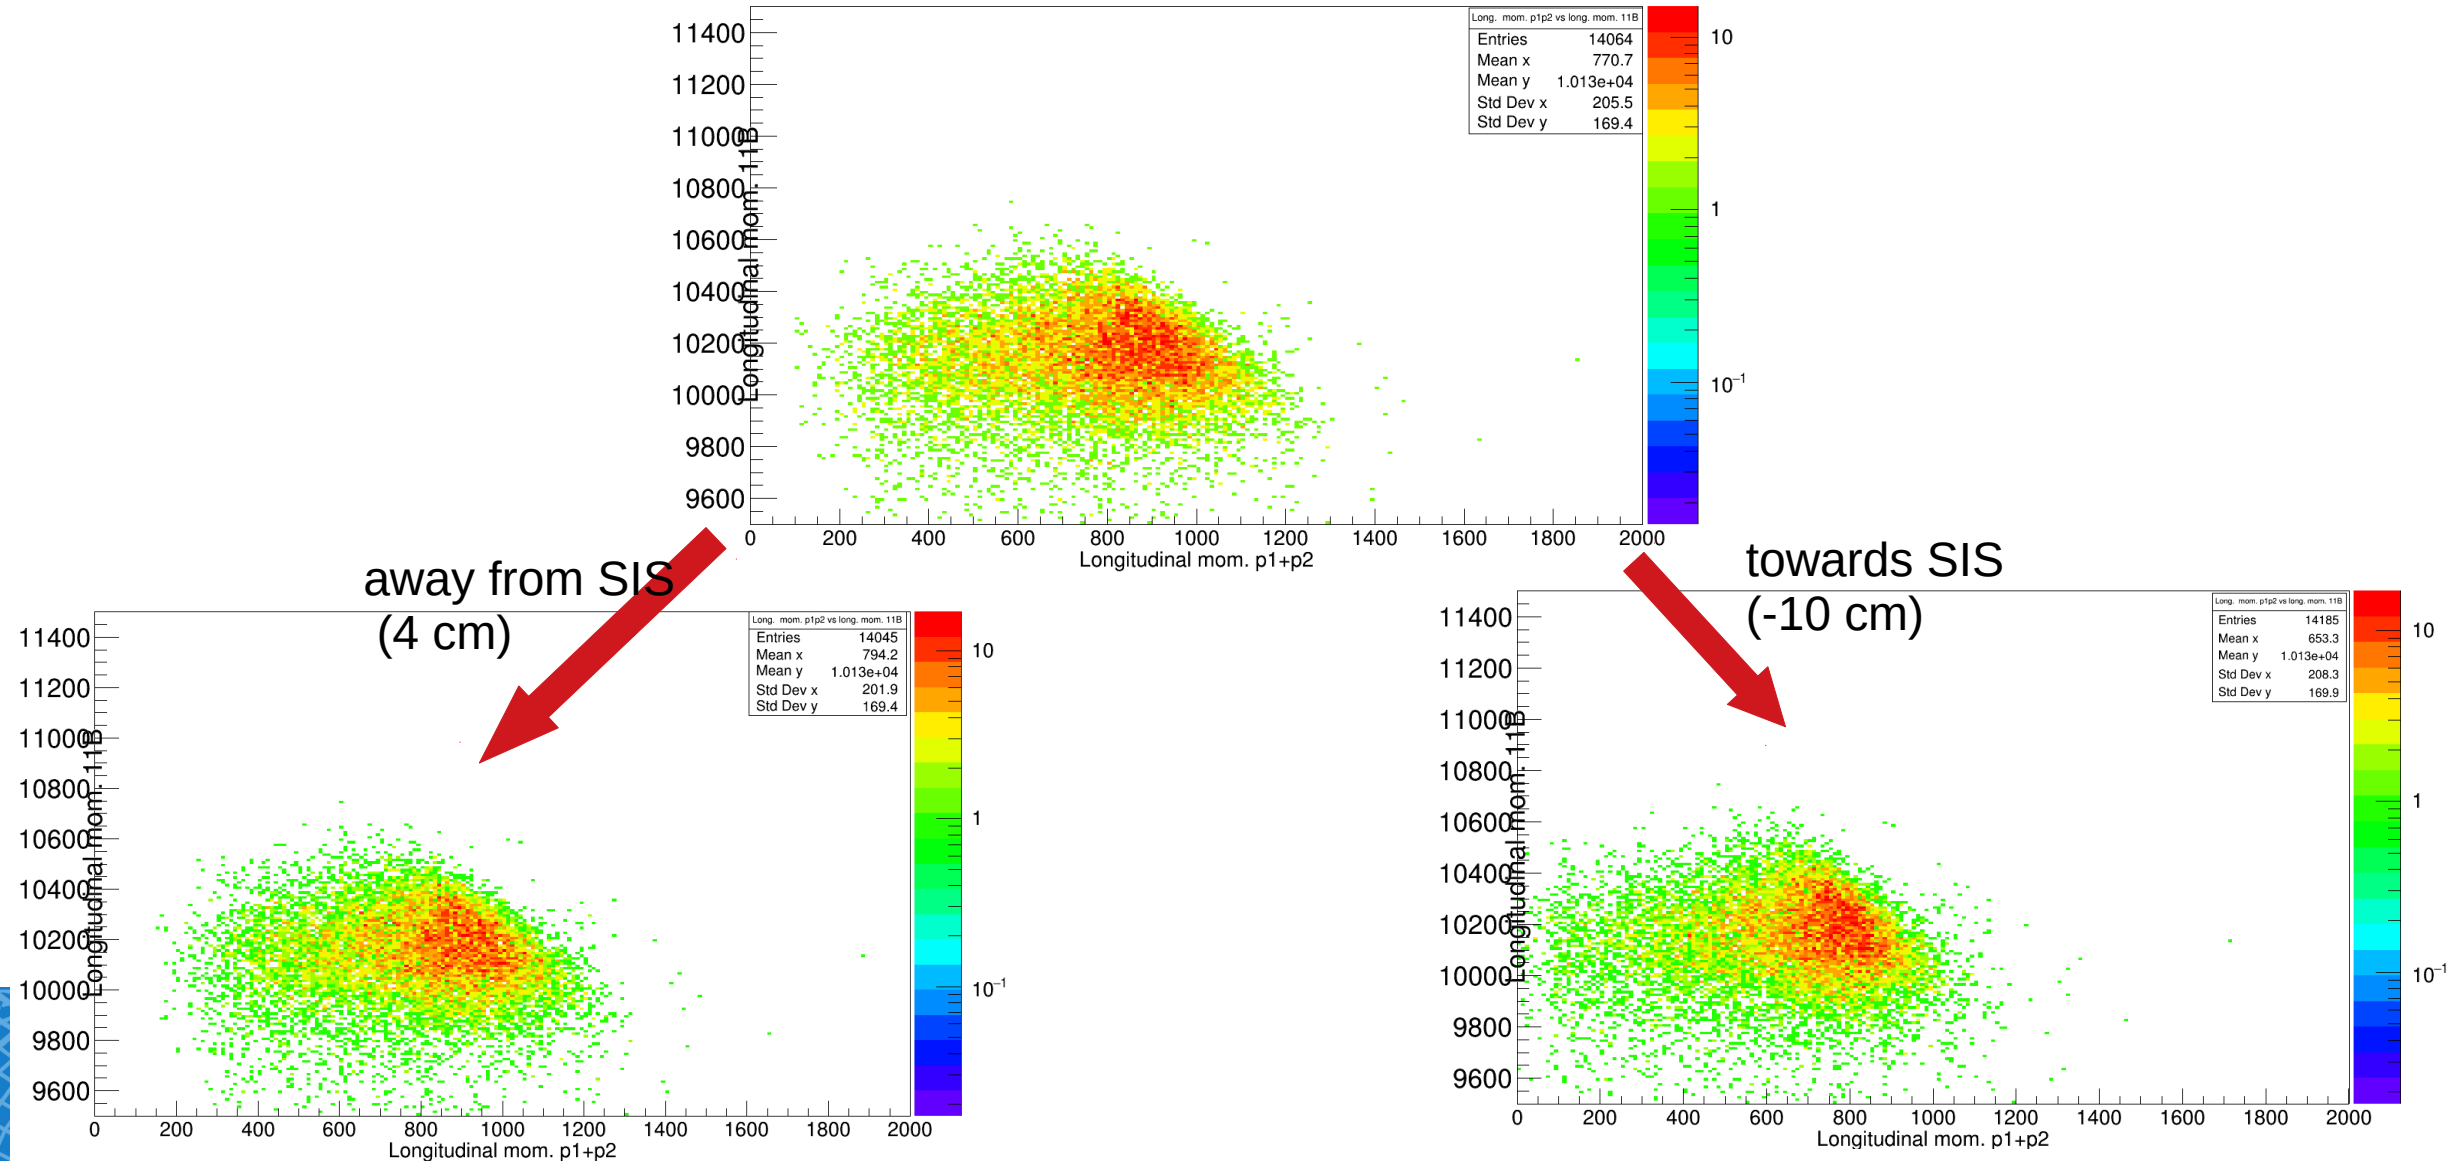 Long. mom. p1p2 vs long. mom. 11B
Entries 14064
Mean x 770.7
Mean y 1.013e+04
Std Dev x 205.5
Std Dev y 169.4
11400
11200
11000
10800
10600
10400
10200
10000
9800
9600
Longitudinal mom. 11B
0 200 400 600 800 1000 1200 1400 1600 1800 2000
Longitudinal mom. p1+p2
10
1
10⁻¹
away from SIS
(4 cm)
towards SIS
(-10 cm)
Long. mom. p1p2 vs long. mom. 11B
Entries 14045
Mean x 794.2
Mean y 1.013e+04
Std Dev x 201.9
Std Dev y 169.4
11400
11200
11000
10800
10600
10400
10200
10000
9800
9600
Longitudinal mom. 11B
0 200 400 600 800 1000 1200 1400 1600 1800 2000
Longitudinal mom. p1+p2
10
1
10⁻¹
Long. mom. p1p2 vs long. mom. 11B
Entries 14185
Mean x 653.3
Mean y 1.013e+04
Std Dev x 208.3
Std Dev y 169.9
11400
11200
11000
10800
10600
10400
10200
10000
9800
9600
Longitudinal mom. 11B
0 200 400 600 800 1000 1200 1400 1600 1800 2000
Longitudinal mom. p1+p2
10
1
10⁻¹